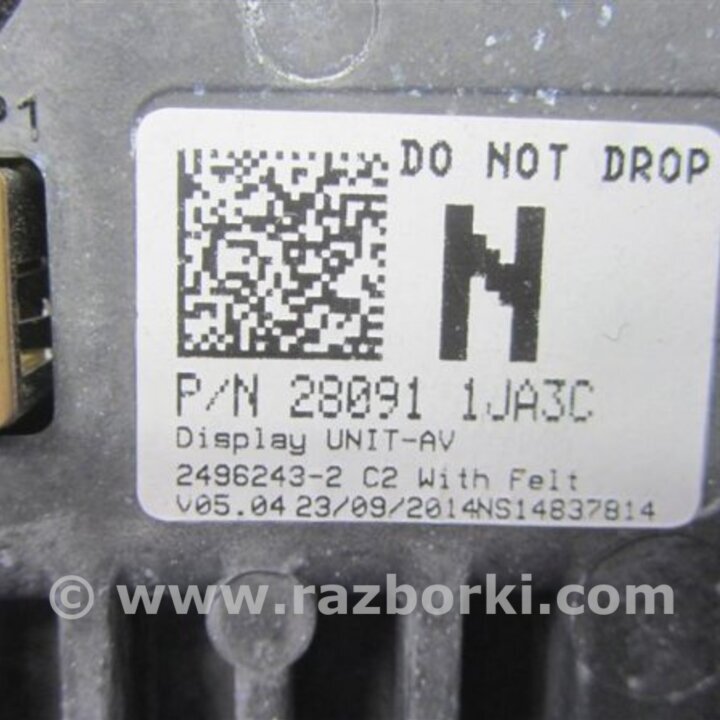 P1
DO NOT DROP
N
P/N 28091 1JA3C
Display UNIT-AV
2496243-2 C2 With Felt
V05.04 23/09/2014NS14837814
© www.razborki.com